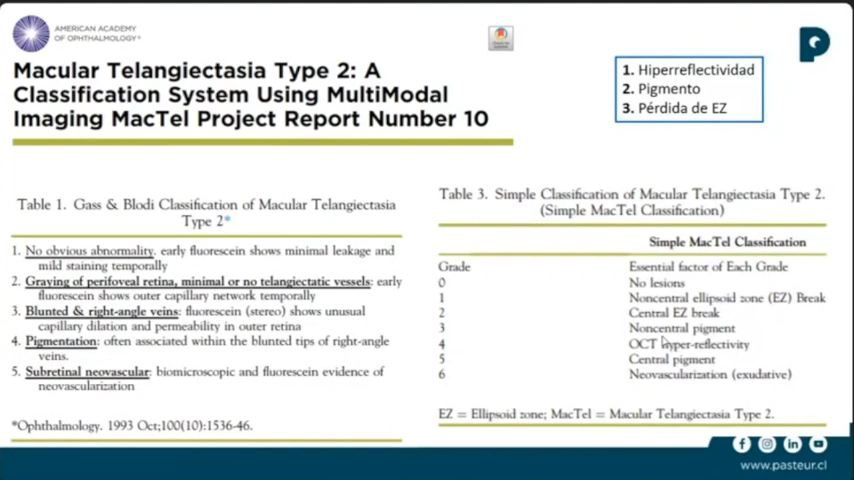 AMERICAN ACADEMY
OF OPHTHALMOLOGY®
Macular Telangiectasia Type 2: A
Classification System Using MultiModal
Imaging MacTel Project Report Number 10
1. Hiperreflectividad
2. Pigmento
3. Pérdida de EZ
Table 1. Gass & Blodi Classification of Macular Telangiectasia
Type 2*
1. No obvious abnormality. early fluorescein shows minimal leakage and
mild staining temporally
2. Graying of perifoveal retina, minimal or no telangiectatic vessels: early
fluorescein shows outer capillary network temporally
3. Blunted & right-angle veins: fluorescein (stereo) shows unusual
capillary dilation and permeability in outer retina
4. Pigmentation: often associated within the blunted tips of right-angle
veins.
5. Subretinal neovascular: biomicroscopic and fluorescein evidence of
neovascularization
*Ophthalmology. 1993 Oct;100(10):1536-46.
Table 3. Simple Classification of Macular Telangiectasia Type 2.
(Simple MacTel Classification)
Simple MacTel Classification
Grade Essential factor of Each Grade
0 No lesions
1 Noncentral ellipsoid zone (EZ) Break
2 Central EZ break
3 Noncentral pigment
4 OCT hyper-reflectivity
5 Central pigment
6 Neovascularization (exudative)
EZ = Ellipsoid zone; MacTel = Macular Telangiectasia Type 2.
www.pasteur.cl